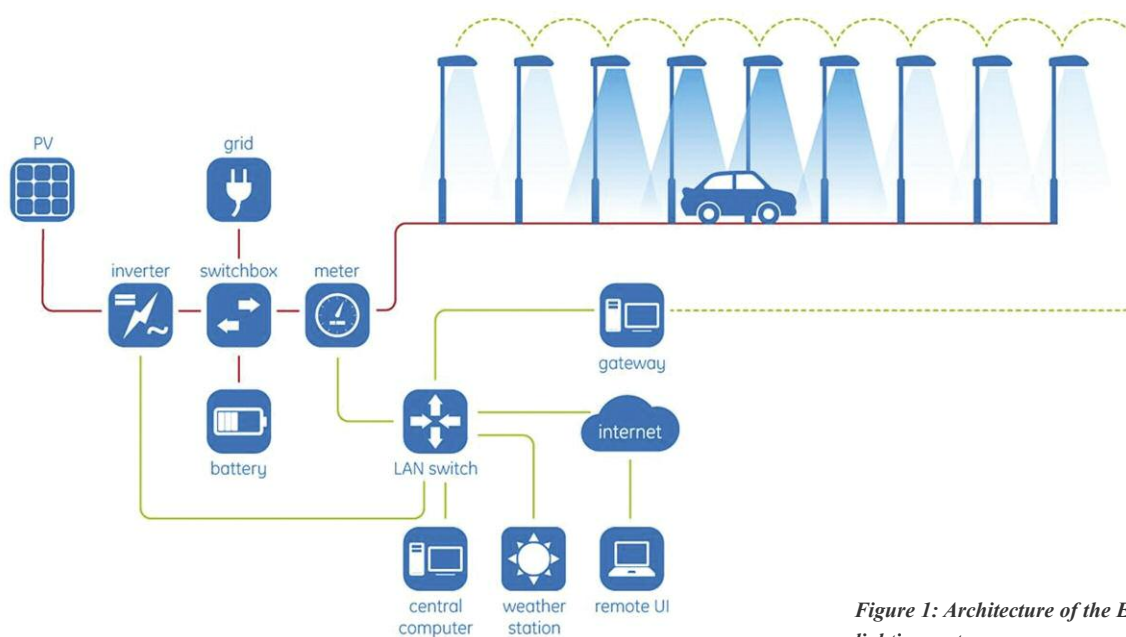 PV
grid
inverter
switchbox
meter
gateway
battery
LAN switch
internet
central
computer
weather
station
remote UI
Figure 1: Architecture of the E